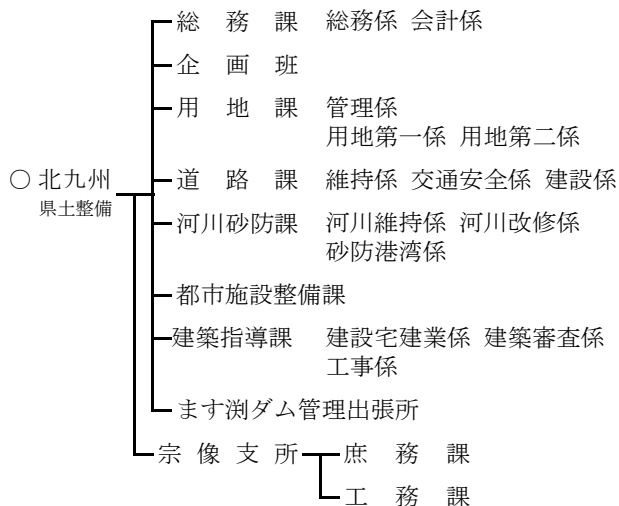 総務課 総務係 会計係
企画班
用地課 管理係
用地第一係 用地第二係
○ 北九州
県土整備
道路課 維持係 交通安全係 建設係
河川砂防課 河川維持係 河川改修係
砂防港湾係
都市施設整備課
建築指導課 建設宅建業係 建築審査係
工事係
ます渕ダム管理出張所
宗像支所 庶務課
工務課